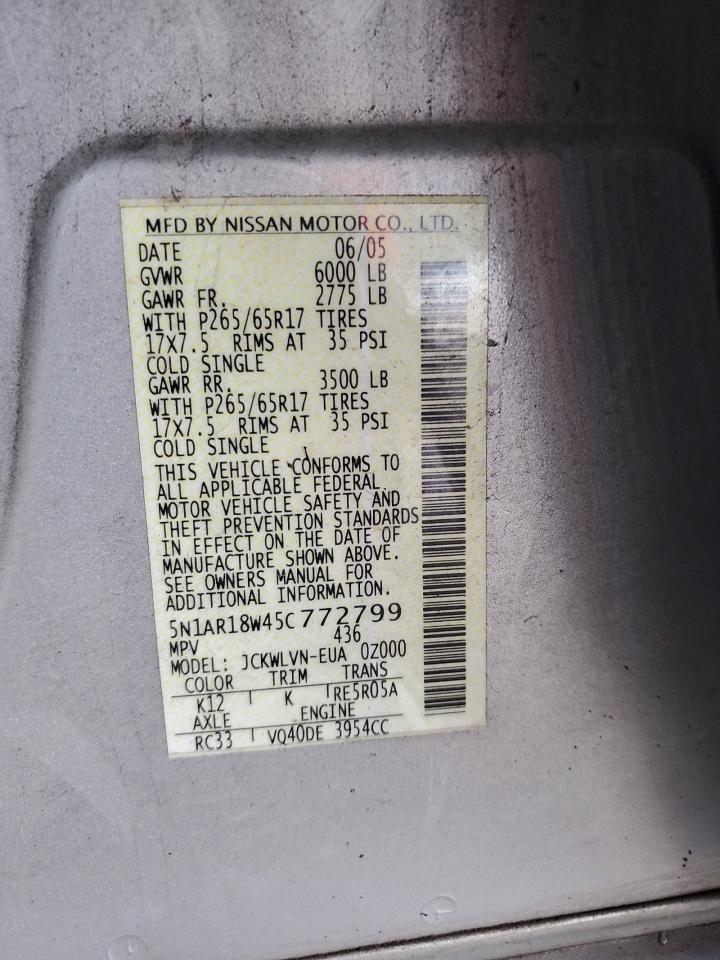 MFD BY NISSAN MOTOR CO., LTD.
DATE 06/05
GVWR 6000 LB
GAWR FR. 2775 LB
WITH P265/65R17 TIRES
17X7.5 RIMS AT 35 PSI
COLD SINGLE
GAWR RR. 3500 LB
WITH P265/65R17 TIRES
17X7.5 RIMS AT 35 PSI
COLD SINGLE
THIS VEHICLE CONFORMS TO
ALL APPLICABLE FEDERAL
MOTOR VEHICLE SAFETY AND
THEFT PREVENTION STANDARDS
IN EFFECT ON THE DATE OF
MANUFACTURE SHOWN ABOVE.
SEE OWNERS MANUAL FOR
ADDITIONAL INFORMATION.
5N1AR18W45C772799
MPV 436
MODEL: JCKWLVN-EUA 0Z000
COLOR TRIM TRANS
K12 K RE5R05A
AXLE ENGINE
RC33 VQ40DE 3954CC